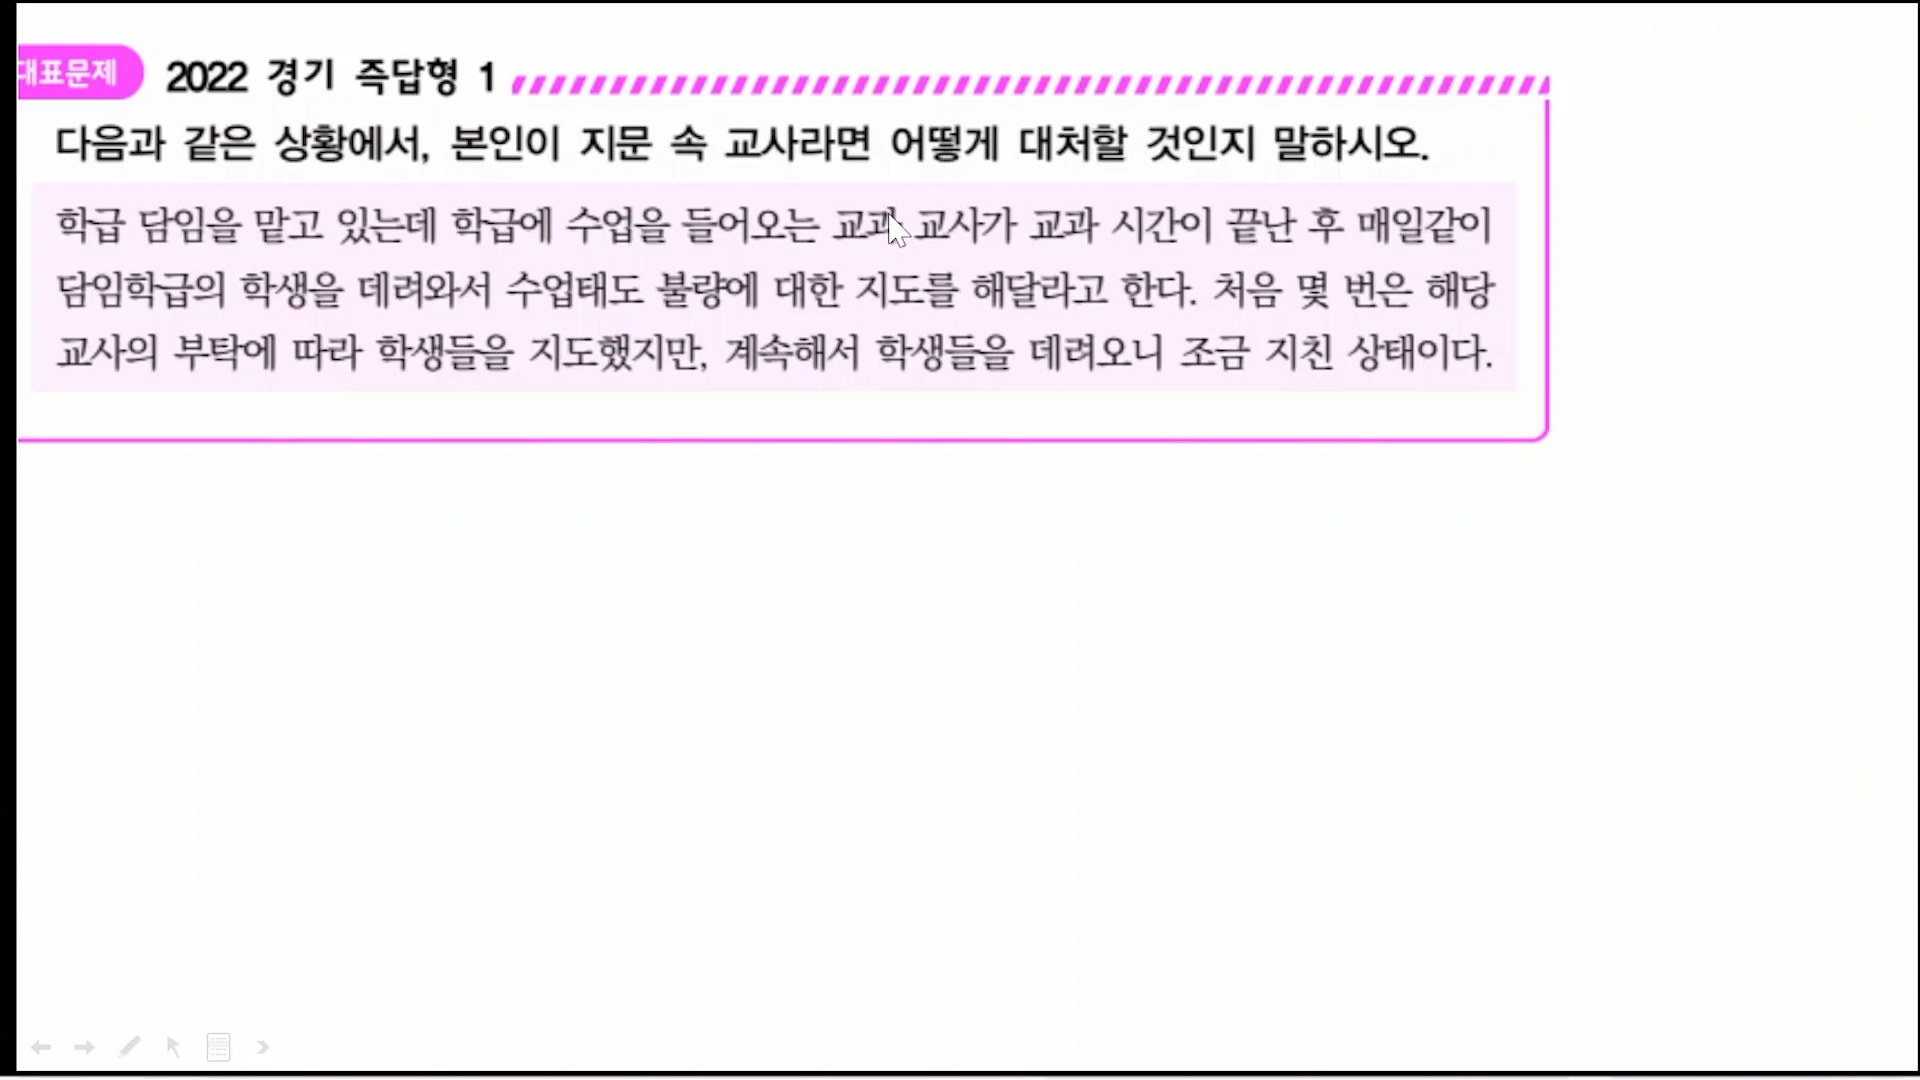 대표문제
2022 경기 즉답형 1
다음과 같은 상황에서, 본인이 지문 속 교사라면 어떻게 대처할 것인지 말하시오.
학급 담임을 맡고 있는데 학급에 수업을 들어오는 교과 교사가 교과 시간이 끝난 후 매일같이
담임학급의 학생을 데려와서 수업태도 불량에 대한 지도를 해달라고 한다. 처음 몇 번은 해당
교사의 부탁에 따라 학생들을 지도했지만, 계속해서 학생들을 데려오니 조금 지친 상태이다.